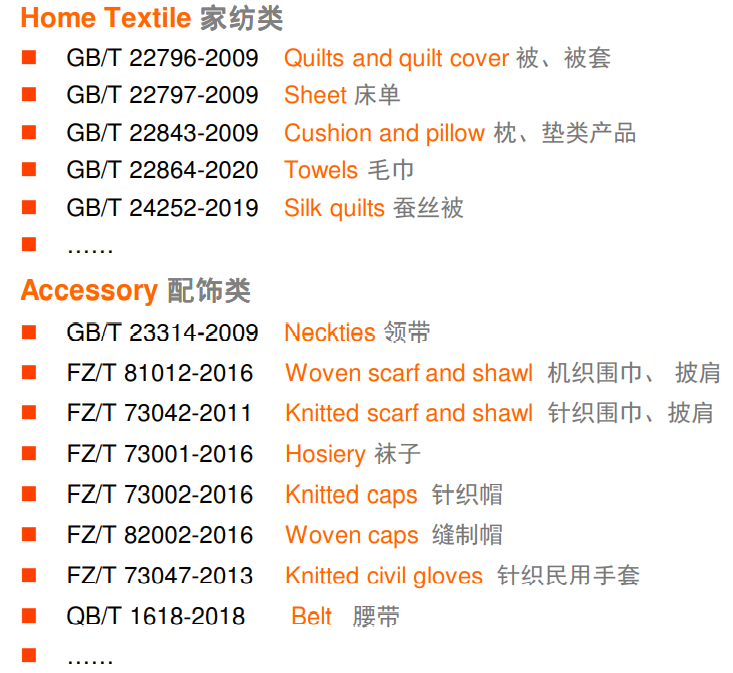 Home Textile 家纺类
GB/T 22796-2009 Quilts and quilt cover 被、被套
GB/T 22797-2009 Sheet 床单
GB/T 22843-2009 Cushion and pillow 枕、垫类产品
GB/T 22864-2020 Towels 毛巾
GB/T 24252-2019 Silk quilts 蚕丝被
……
Accessory 配饰类
GB/T 23314-2009 Neckties 领带
FZ/T 81012-2016 Woven scarf and shawl 机织围巾、 披肩
FZ/T 73042-2011 Knitted scarf and shawl 针织围巾、披肩
FZ/T 73001-2016 Hosiery 袜子
FZ/T 73002-2016 Knitted caps 针织帽
FZ/T 82002-2016 Woven caps 缝制帽
FZ/T 73047-2013 Knitted civil gloves 针织民用手套
QB/T 1618-2018 Belt 腰带
……